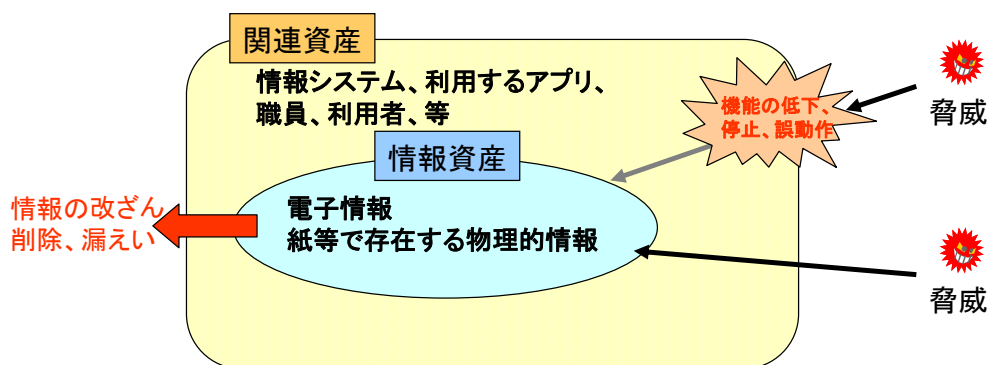 関連資産
情報システム、利用するアプリ、
職員、利用者、等
機能の低下、
停止、誤動作
脅威
情報資産
電子情報
紙等で存在する物理的情報
情報の改ざん
削除、漏えい
脅威